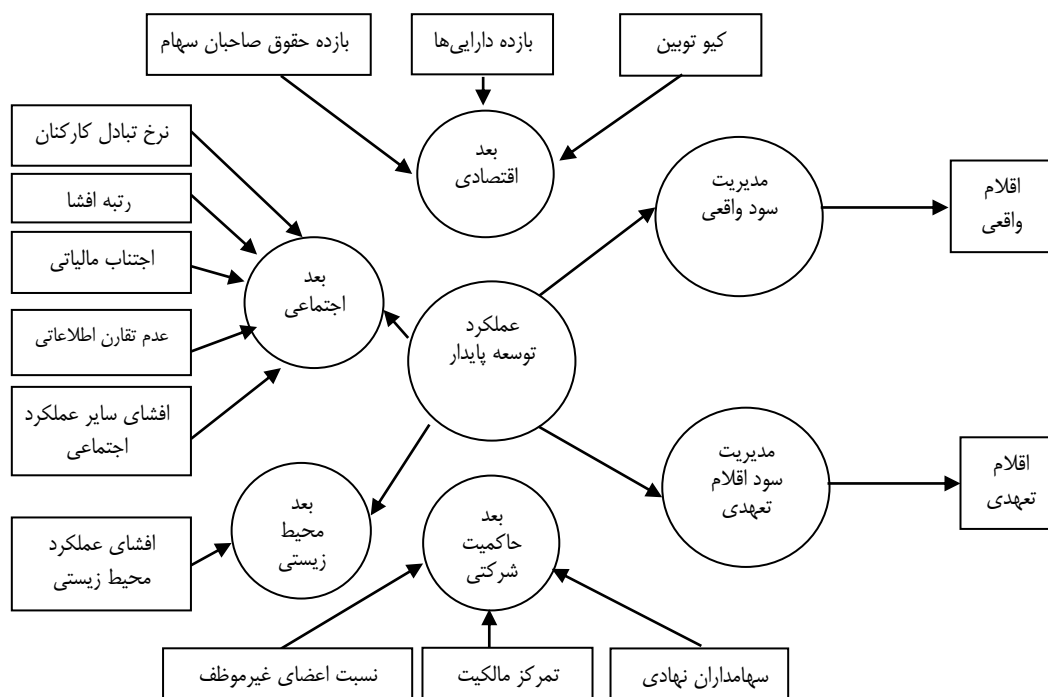 بازده حقوق صاحبان سهام
بازده دارایی‌ها
کیو توبین
نرخ تبادل کارکنان
رتبه افشا
اجتناب مالیاتی
عدم تقارن اطلاعاتی
افشای سایر عملکرد
اجتماعی
افشای عملکرد
محیط زیستی
بعد
اقتصادی
بعد
اجتماعی
عملکرد
توسعه پایدار
بعد
محیط
زیستی
بعد
حاکمیت
شرکتی
مدیریت
سود واقعی
اقلام
واقعی
مدیریت
سود اقلام
تعهدی
اقلام
تعهدی
سهامداران نهادی
تمرکز مالکیت
نسبت اعضای غیرموظف